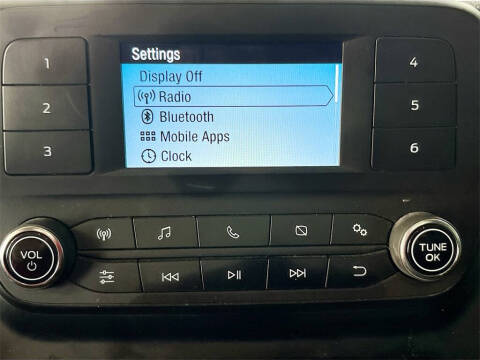 Settings
Display Off
Radio
Bluetooth
Mobile Apps
Clock
1
2
3
4
5
6
VOL
TUNE
OK